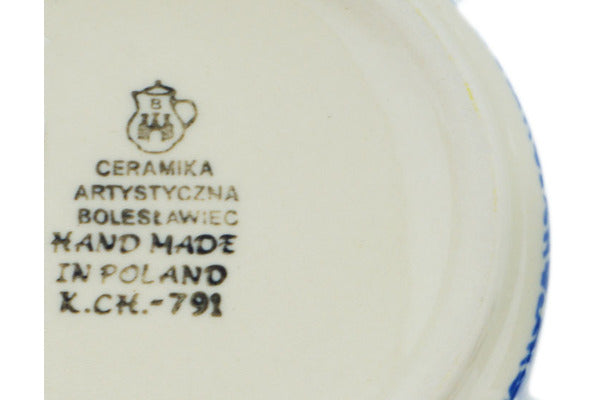 B
CERAMIKA
ARTYSTYCZNA
BOLESŁAWIEC
HAND MADE
IN POLAND
K.CH.-791